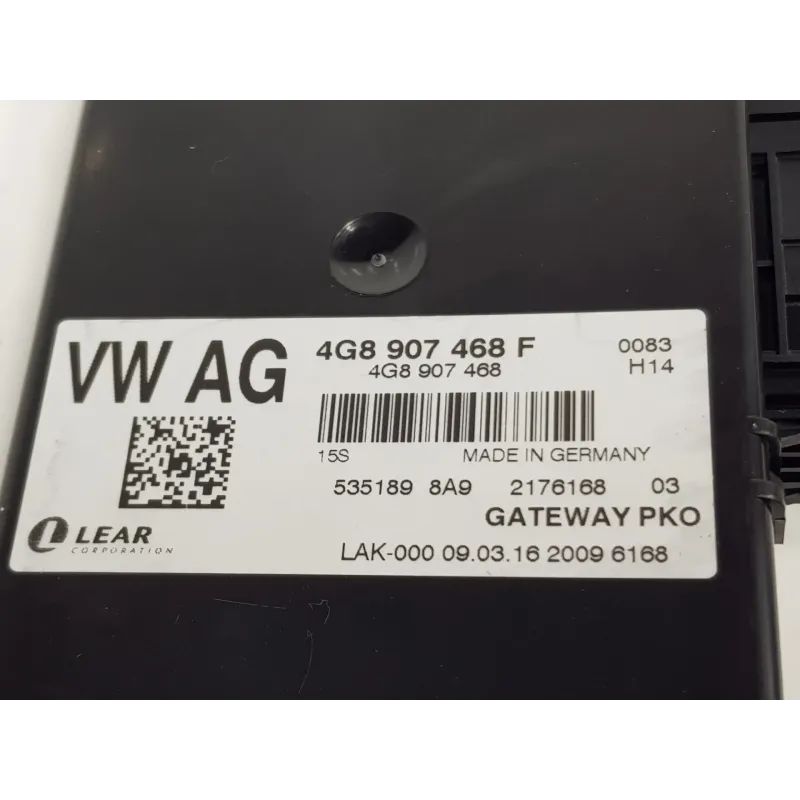 VW AG
4G8 907 468 F
0083
4G8 907 468
H14
15S
MADE IN GERMANY
535189 8A9 2176168 03
GATEWAY PKO
LEAR
CORPORATION
LAK-000 09.03.16 2009 6168